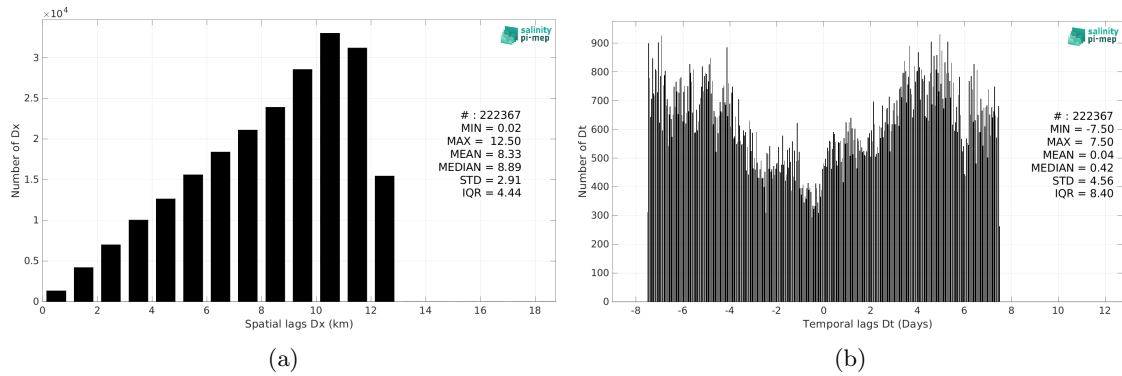 ×10⁴
3
2.5
2
1.5
1
0.5
0
0 2 4 6 8 10 12 14 16 18
Number of Dx
Spatial lags Dx (km)
salinity
pi-mep
# : 222367
MIN = 0.02
MAX = 12.50
MEAN = 8.33
MEDIAN = 8.89
STD = 2.91
IQR = 4.44
(a)
900
800
700
600
500
400
300
200
100
0
-8 -6 -4 -2 0 2 4 6 8 10 12
Number of Dt
Temporal lags Dt (Days)
salinity
pi-mep
# : 222367
MIN = -7.50
MAX = 7.50
MEAN = 0.04
MEDIAN = 0.42
STD = 4.56
IQR = 8.40
(b)